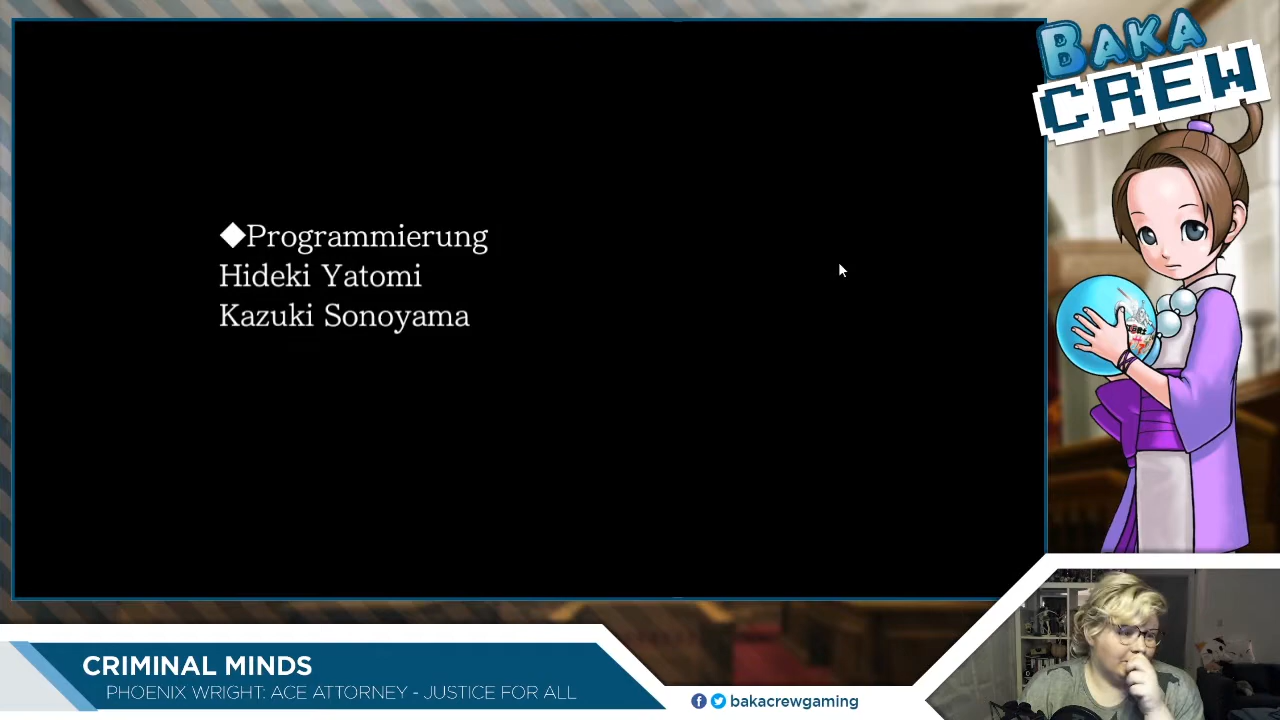 BAKA
CREW
◆Programmierung
Hideki Yatomi
Kazuki Sonoyama
CRIMINAL MINDS
PHOENIX WRIGHT: ACE ATTORNEY - JUSTICE FOR ALL
bakacrewgaming